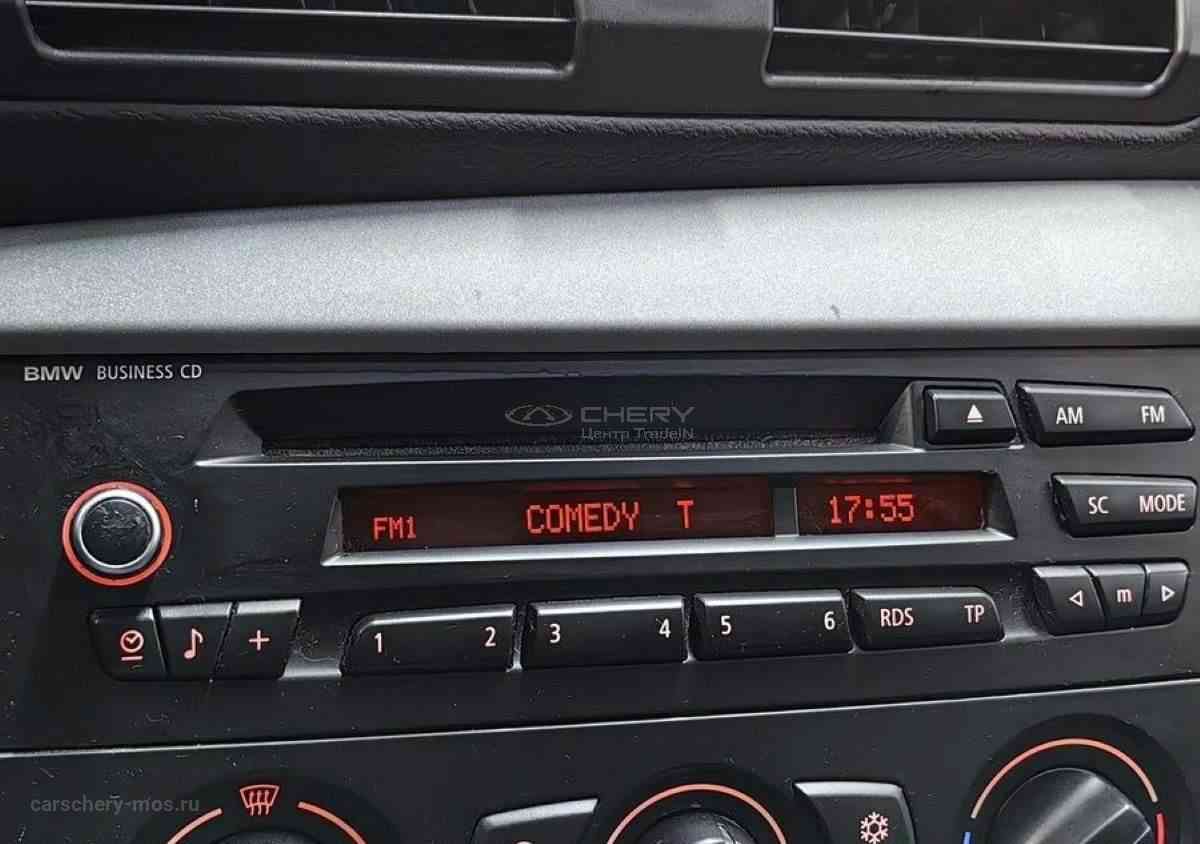 BMW BUSINESS CD
CHERY
Центр TradeIN
AM FM
FM1 COMEDY T 17:55
SC MODE
1 2 3 4 5 6 RDS TP m
carschery-mos.ru